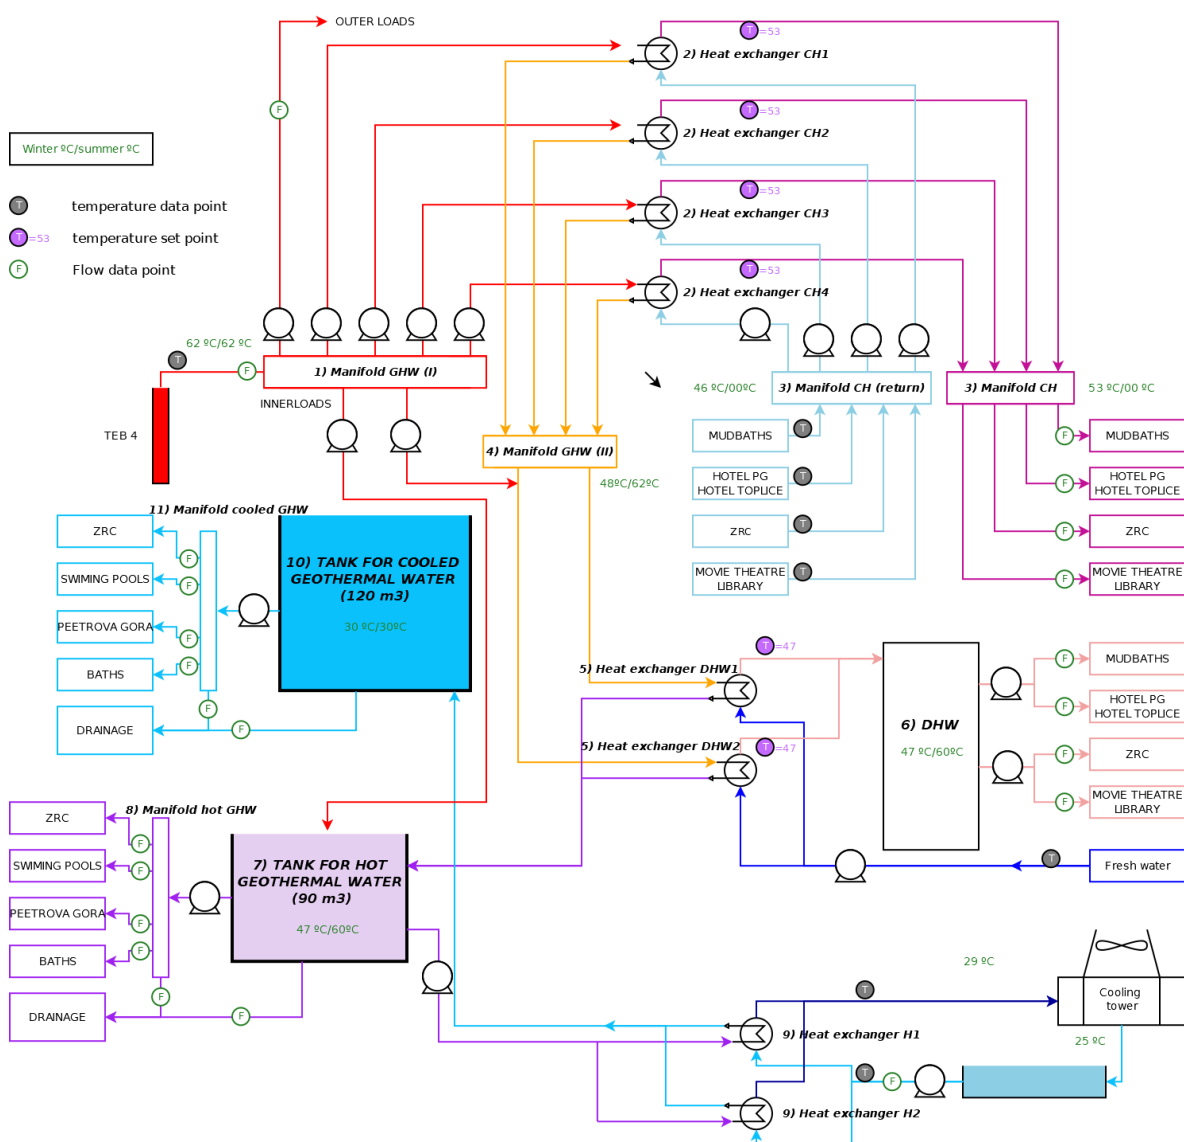 OUTER LOADS
T
=53
2) Heat exchanger CH1
F
T
=53
2) Heat exchanger CH2
Winter ºC/summer ºC
T
temperature data point
T
=53
2) Heat exchanger CH3
T
=53
temperature set point
F
Flow data point
T
=53
2) Heat exchanger CH4
62 ºC/62 ºC
T
F
1) Manifold GHW (I)
46 ºC/00ºC
3) Manifold CH (return)
3) Manifold CH
53 ºC/00 ºC
INNERLOADS
TEB 4
MUDBATHS
T
F
MUDBATHS
4) Manifold GHW (II)
48ºC/62ºC
HOTEL PG
HOTEL TOPLICE
T
F
HOTEL PG
HOTEL TOPLICE
11) Manifold cooled GHW
ZRC
T
F
ZRC
ZRC
F
10) TANK FOR COOLED
GEOTHERMAL WATER
(120 m3)
30 ºC/30ºC
MOVIE THEATRE
LIBRARY
T
F
MOVIE THEATRE
LIBRARY
SWIMING POOLS
F
PEETROVA GORA
F
BATHS
F
F
DRAINAGE
F
T
=47
5) Heat exchanger DHW1
F
MUDBATHS
F
HOTEL PG
HOTEL TOPLICE
6) DHW
47 ºC/60ºC
T
=47
5) Heat exchanger DHW2
F
ZRC
F
MOVIE THEATRE
LIBRARY
8) Manifold hot GHW
ZRC
F
SWIMING POOLS
F
7) TANK FOR HOT
GEOTHERMAL WATER
(90 m3)
47 ºC/60ºC
T
Fresh water
PEETROVA GORA
F
BATHS
F
F
DRAINAGE
F
29 ºC
T
Cooling
tower
9) Heat exchanger H1
25 ºC
T
F
9) Heat exchanger H2